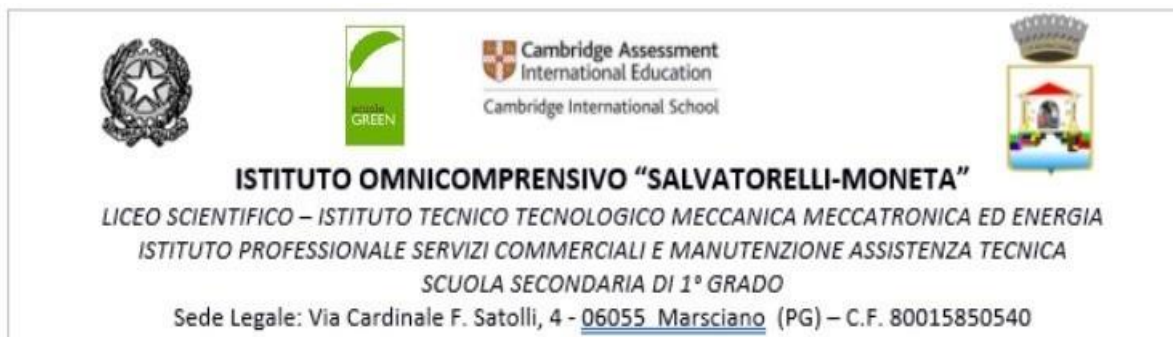 scuole
GREEN
Cambridge Assessment
International Education
Cambridge International School
ISTITUTO OMNICOMPRENSIVO “SALVATORELLI-MONETA”
LICEO SCIENTIFICO – ISTITUTO TECNICO TECNOLOGICO MECCANICA MECCATRONICA ED ENERGIA
ISTITUTO PROFESSIONALE SERVIZI COMMERCIALI E MANUTENZIONE ASSISTENZA TECNICA
SCUOLA SECONDARIA DI 1° GRADO
Sede Legale: Via Cardinale F. Satolli, 4 - 06055 Marsciano (PG) – C.F. 80015850540